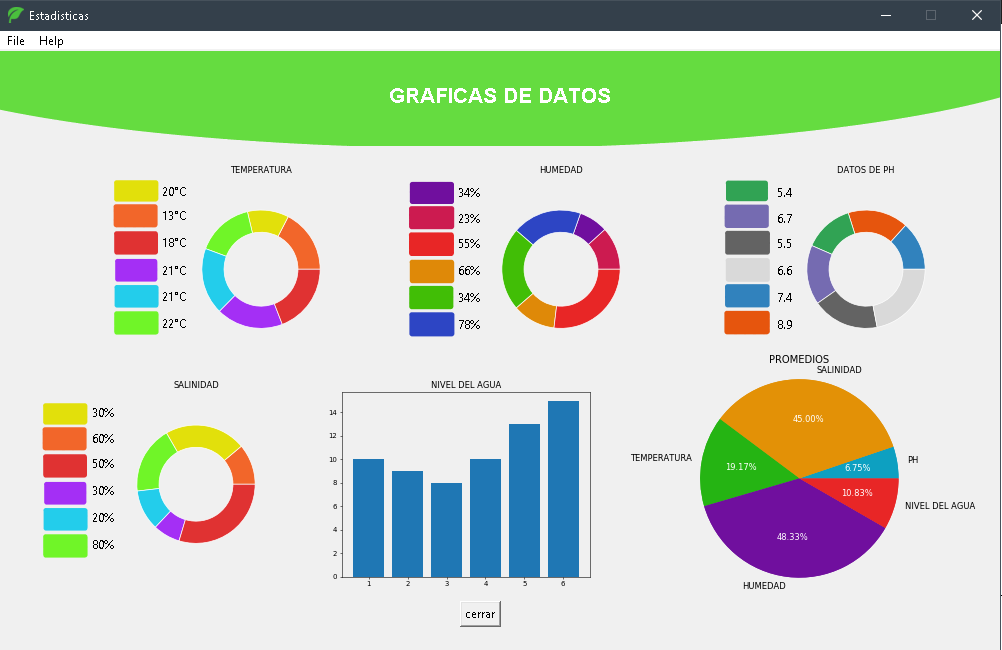 Estadisticas
File Help
GRAFICAS DE DATOS
TEMPERATURA
20°C
13°C
18°C
21°C
21°C
22°C
HUMEDAD
34%
23%
55%
66%
34%
78%
DATOS DE PH
5.4
6.7
5.5
6.6
7.4
8.9
SALINIDAD
30%
60%
50%
30%
20%
80%
NIVEL DEL AGUA
14
12
10
8
6
4
2
0
1 2 3 4 5 6
PROMEDIOS
SALINIDAD
45.00%
TEMPERATURA
19.17%
PH
6.75%
10.83%
NIVEL DEL AGUA
48.33%
HUMEDAD
cerrar